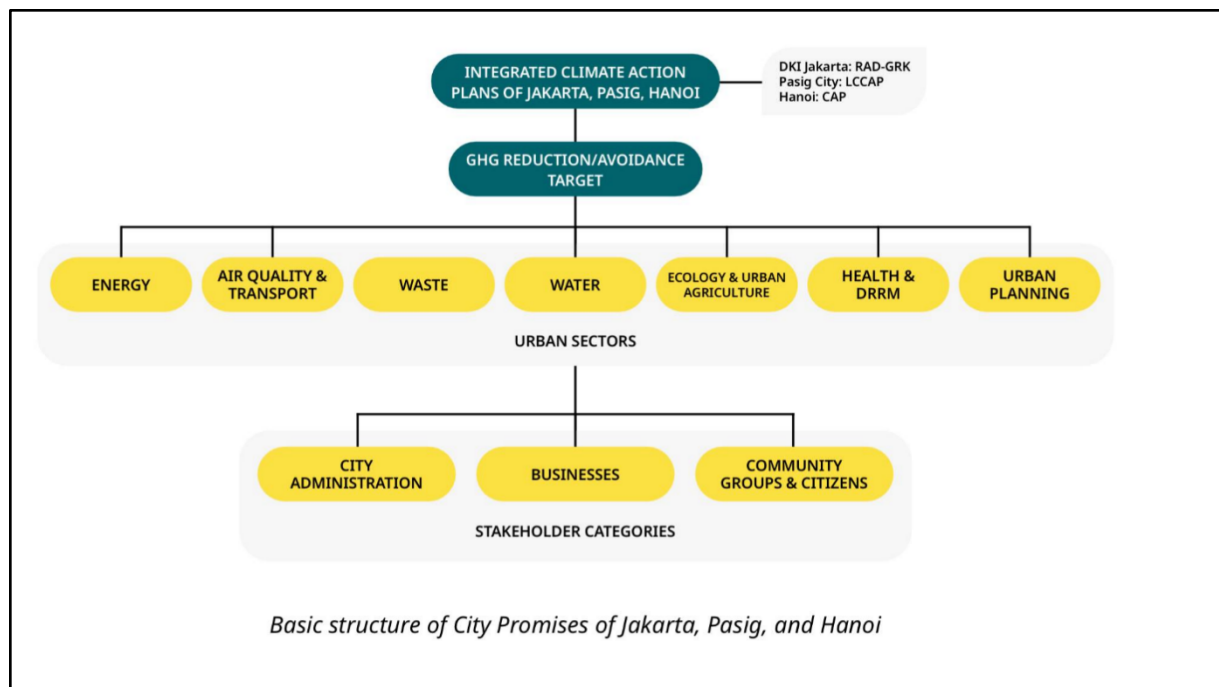 INTEGRATED CLIMATE ACTION
PLANS OF JAKARTA, PASIG, HANOI
DKI Jakarta: RAD-GRK
Pasig City: LCCAP
Hanoi: CAP
GHG REDUCTION/AVOIDANCE
TARGET
ENERGY
AIR QUALITY &
TRANSPORT
WASTE
WATER
ECOLOGY & URBAN
AGRICULTURE
HEALTH &
DRRM
URBAN
PLANNING
URBAN SECTORS
CITY
ADMINISTRATION
BUSINESSES
COMMUNITY
GROUPS & CITIZENS
STAKEHOLDER CATEGORIES
Basic structure of City Promises of Jakarta, Pasig, and Hanoi